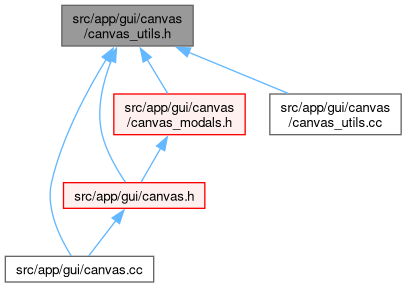 src/app/gui/canvas
/canvas_utils.h
src/app/gui/canvas
/canvas_modals.h
src/app/gui/canvas
/canvas_utils.cc
src/app/gui/canvas.h
src/app/gui/canvas.cc